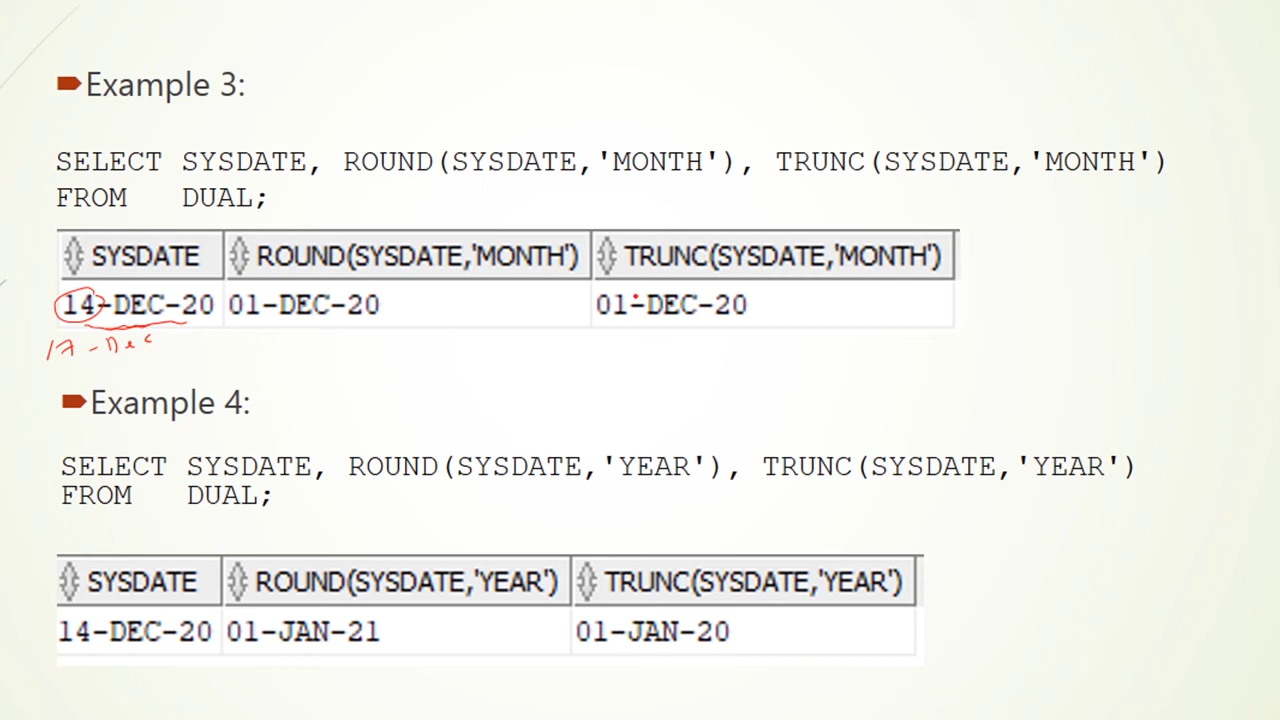 Example 3:
SELECT SYSDATE, ROUND(SYSDATE,'MONTH'), TRUNC(SYSDATE,'MONTH')
FROM DUAL;
SYSDATE ROUND(SYSDATE,'MONTH') TRUNC(SYSDATE,'MONTH')
14-DEC-20 01-DEC-20 01-DEC-20
17-Dec
Example 4:
SELECT SYSDATE, ROUND(SYSDATE,'YEAR'), TRUNC(SYSDATE,'YEAR')
FROM DUAL;
SYSDATE ROUND(SYSDATE,'YEAR') TRUNC(SYSDATE,'YEAR')
14-DEC-20 01-JAN-21 01-JAN-20